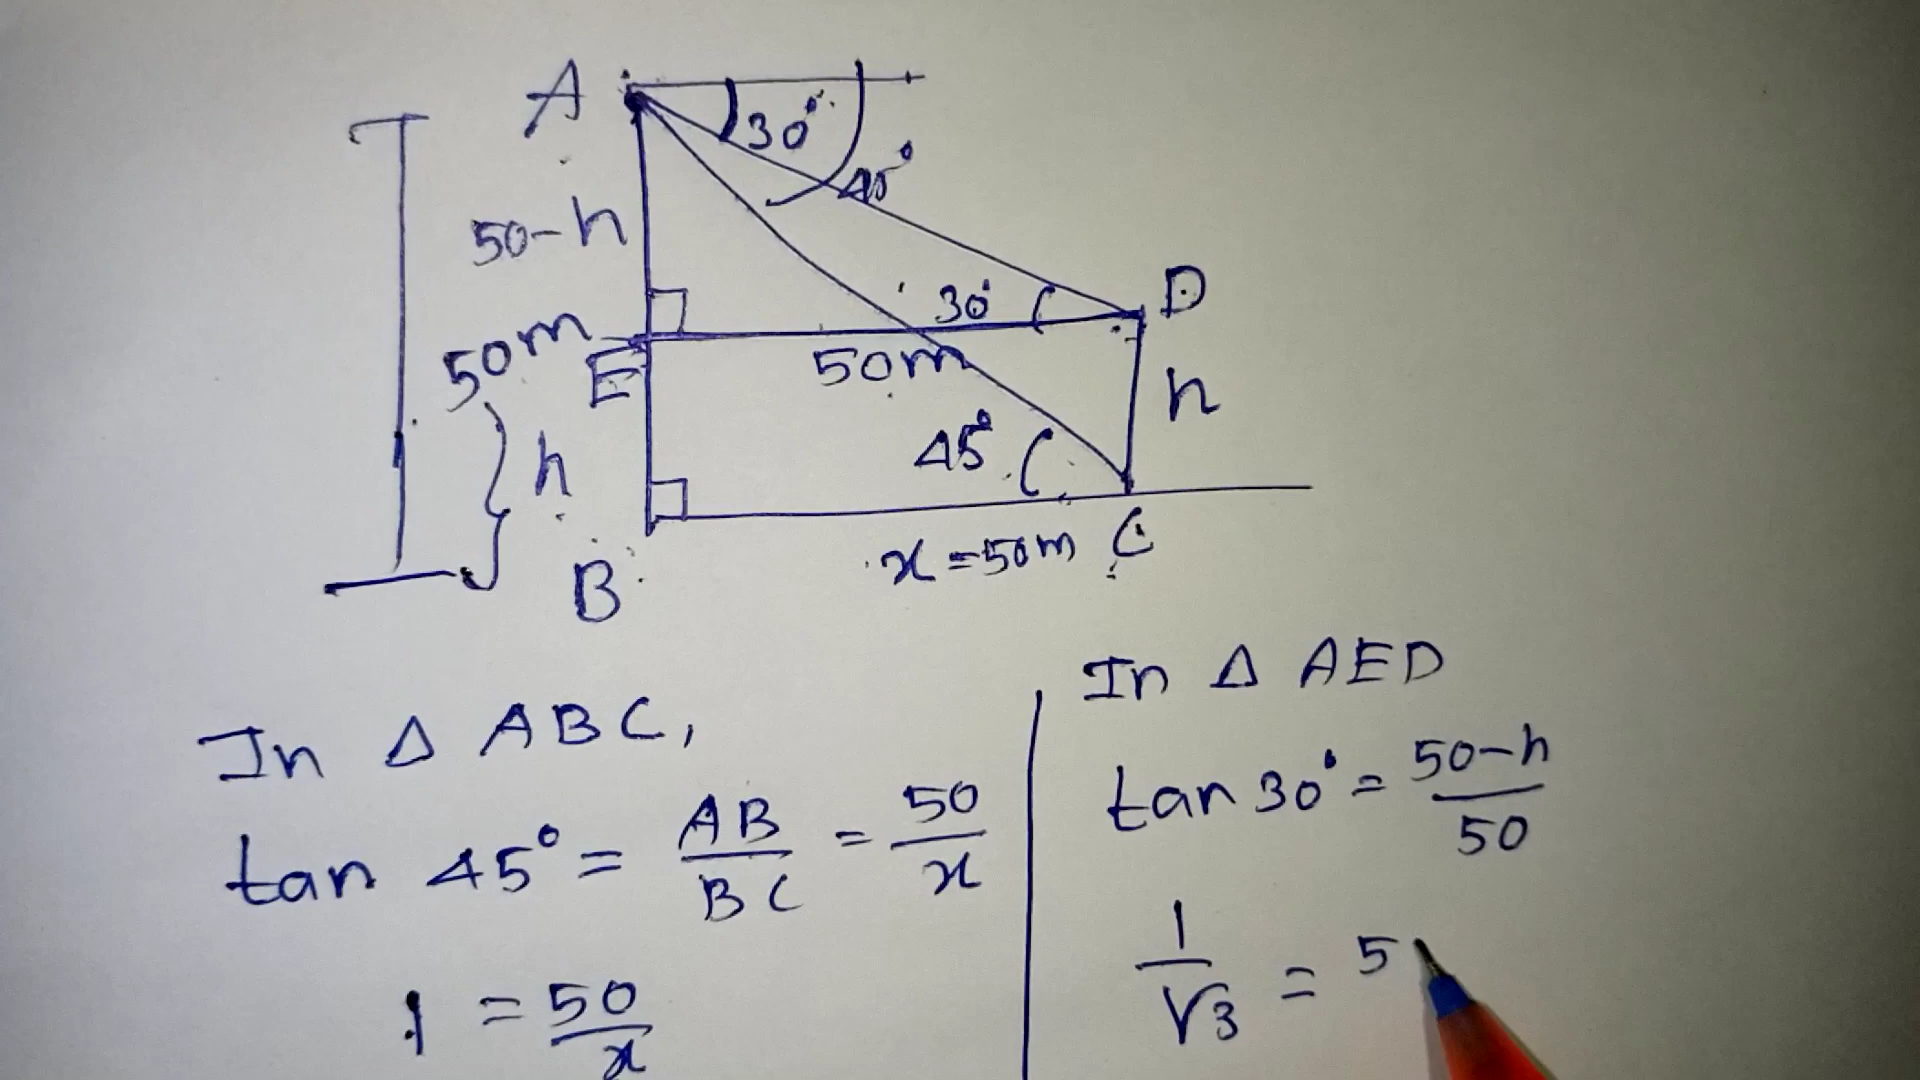 A
30°
45°
50-h
D
30°
50m
E
50m
h
h
45°
B
x=50m
C
In Δ ABC,
tan 45° = AB/BC = 50/x
1 = 50/x
In Δ AED
tan 30° = 50-h/50
1/√3 = 5